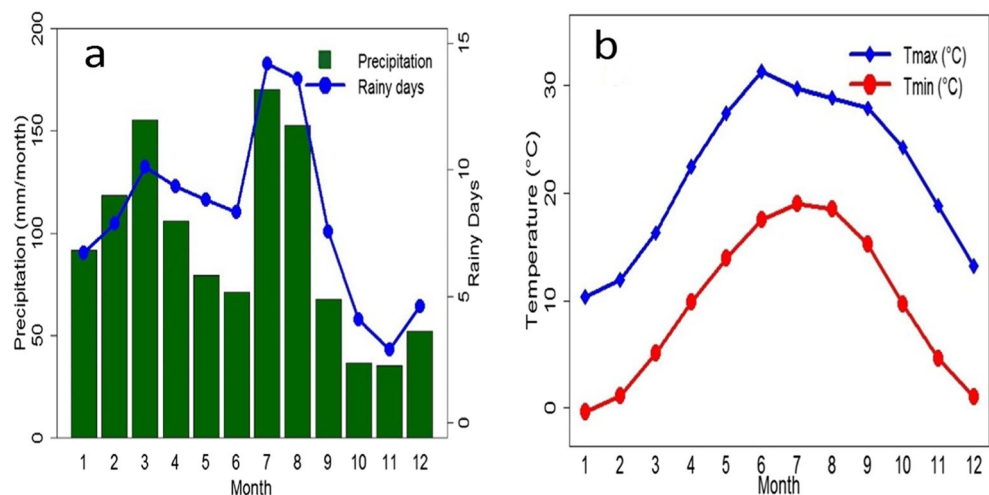 a
Precipitation
Rainy days
Precipitation (mm/month)
0
50
100
150
200
Rainy Days
0
5
10
15
1 2 3 4 5 6 7 8 9 10 11 12
Month
b
Tmax (°C)
Tmin (°C)
Temperature (°C)
0
10
20
30
1 2 3 4 5 6 7 8 9 10 11 12
Month